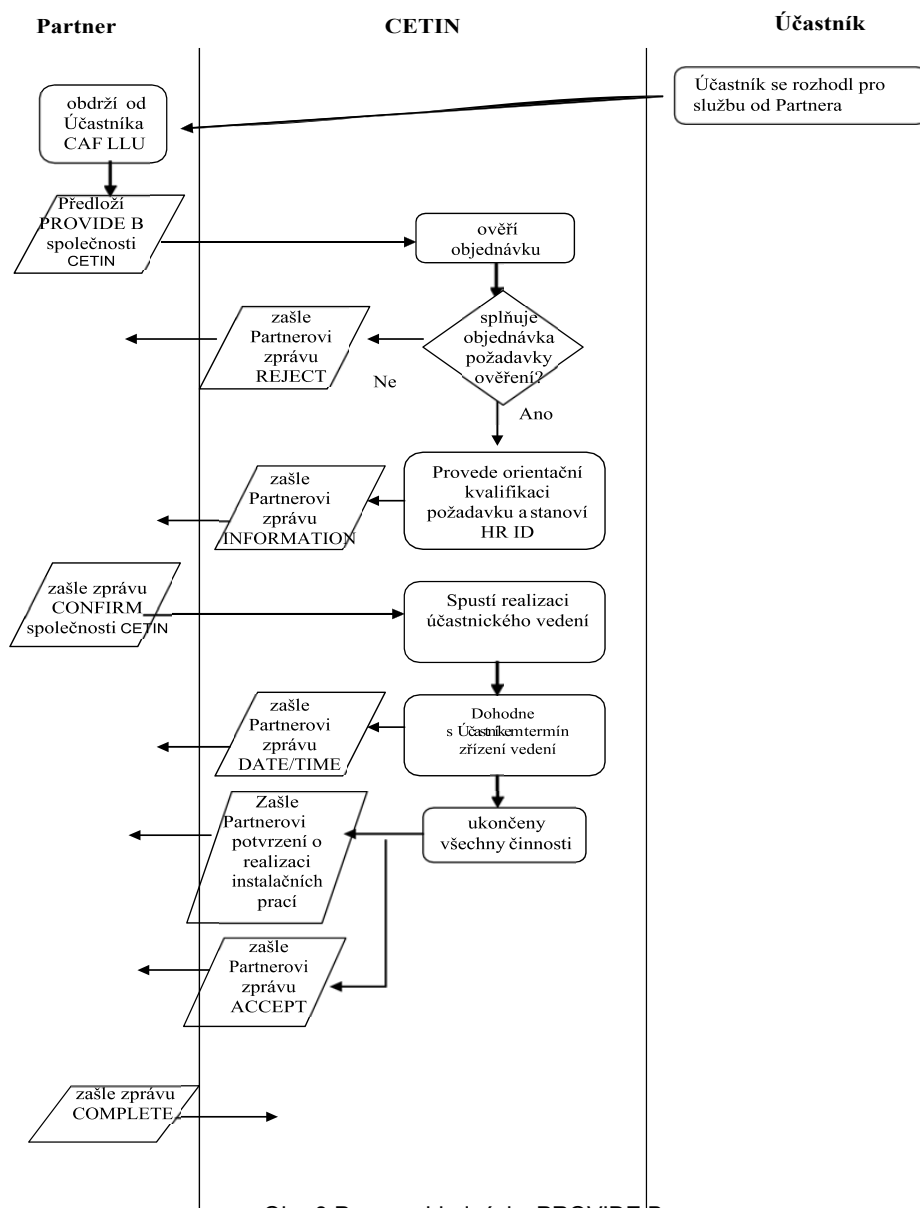 Partner
CETIN
Účastník
Účastník se rozhodl pro
službu od Partnera
obdrží od
Účastníka
CAF LLU
Předloží
PROVIDE B
společnosti
CETIN
ověří
objednávku
splňuje
objednávka
požadavky
ověření?
zašle
Partnerovi
zprávu
REJECT
Ne
Ano
Provede orientační
kvalifikaci
požadavku a stanoví
HR ID
zašle
Partnerovi
zprávu
INFORMATION
zašle zprávu
CONFIRM
společnosti CETIN
Spustí realizaci
účastnického vedení
Dohodne
s Účastníkem termín
zřízení vedení
zašle
Partnerovi
zprávu
DATE/TIME
ukončeny
všechny činnosti
Zašle
Partnerovi
potvrzení o
realizaci
instalačních
prací
zašle
Partnerovi
zprávu
ACCEPT
zašle zprávu
COMPLETE